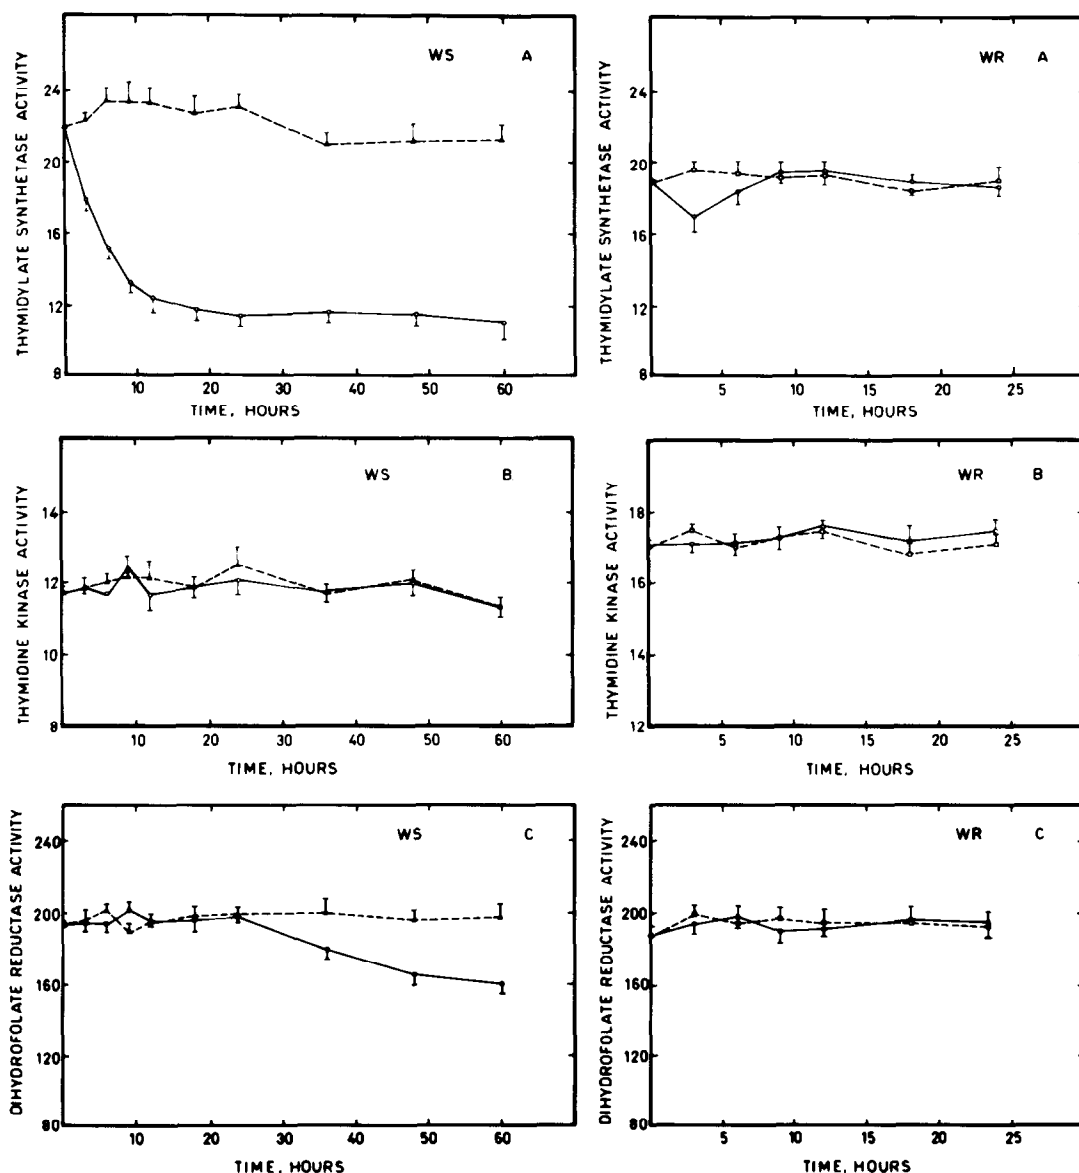 WS A
THYMIDYLATE SYNTHETASE ACTIVITY
24
20
16
12
8
10 20 30 40 50 60
TIME, HOURS
WR A
THYMIDYLATE SYNTHETASE ACTIVITY
24
20
16
12
8
5 10 15 20 25
TIME, HOURS
WS B
THYMIDINE KINASE ACTIVITY
14
12
10
8
10 20 30 40 50 60
TIME, HOURS
WR B
THYMIDINE KINASE ACTIVITY
18
16
14
12
5 10 15 20 25
TIME, HOURS
WS C
DIHYDROFOLATE REDUCTASE ACTIVITY
240
200
160
120
80
10 20 30 40 50 60
TIME, HOURS
WR C
DIHYDROFOLATE REDUCTASE ACTIVITY
240
200
160
120
80
5 10 15 20 25
TIME, HOURS